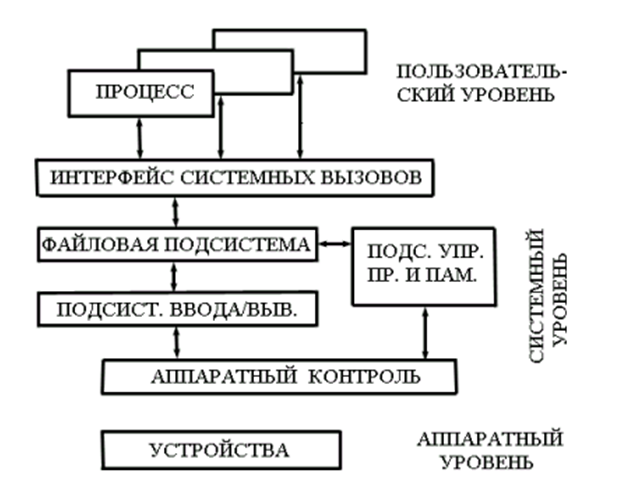 ПРОЦЕСС
ПОЛЬЗОВАТЕЛЬ-
СКИЙ УРОВЕНЬ
ИНТЕРФЕЙС СИСТЕМНЫХ ВЫЗОВОВ
ФАЙЛОВАЯ ПОДСИСТЕМА
ПОДС. УПР.
ПР. И ПАМ.
ПОДСИСТ. ВВОДА/ВЫВ.
СИСТЕМНЫЙ
УРОВЕНЬ
АППАРАТНЫЙ КОНТРОЛЬ
УСТРОЙСТВА
АППАРАТНЫЙ
УРОВЕНЬ